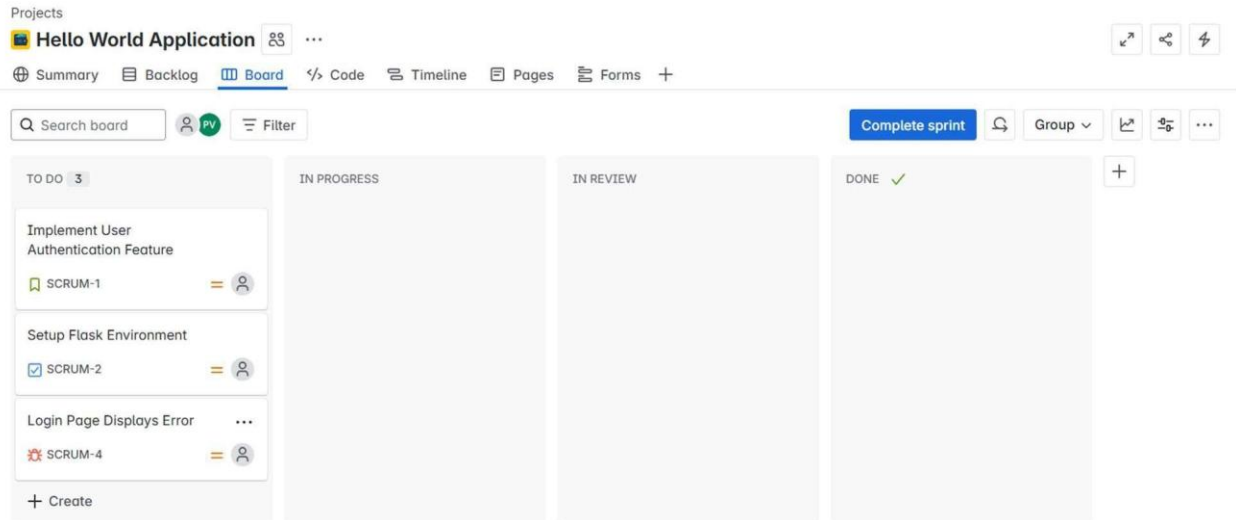 Projects
Hello World Application
Summary Backlog Board Code Timeline Pages Forms
Search board PV Filter Complete sprint Group
TO DO 3 IN PROGRESS IN REVIEW DONE
Implement User
Authentication Feature
SCRUM-1
Setup Flask Environment
SCRUM-2
Login Page Displays Error
SCRUM-4
+ Create